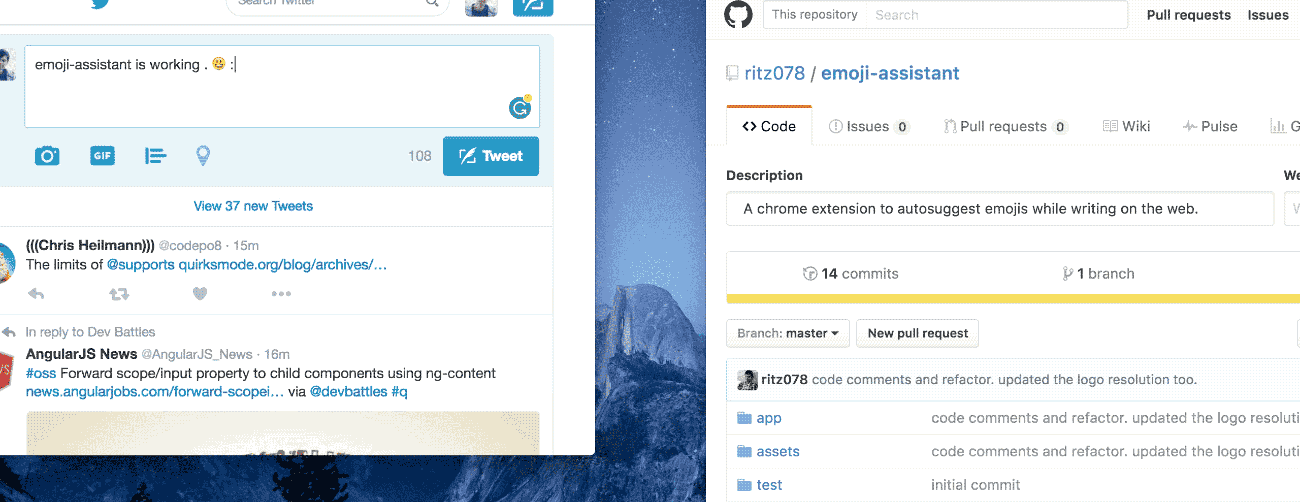 Search Twitter
emoji-assistant is working . 😀 :
GIF
108
Tweet
View 37 new Tweets
(((Chris Heilmann))) @codepo8 · 15m
The limits of @supports quirksmode.org/blog/archives/…
In reply to Dev Battles
AngularJS News @AngularJS_News · 16m
#oss Forward scope/input property to child components using ng-content
news.angularjobs.com/forward-scopei… via @devbattles #q
This repository Search
Pull requests Issues
ritz078 / emoji-assistant
Code Issues 0 Pull requests 0 Wiki Pulse G
Description We
A chrome extension to autosuggest emojis while writing on the web. W
14 commits 1 branch
Branch: master New pull request
ritz078 code comments and refactor. updated the logo resolution too.
app code comments and refactor. updated the logo resoluti
assets code comments and refactor. updated the logo resoluti
test initial commit